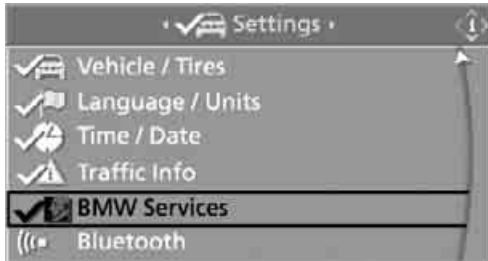 Settings
Vehicle / Tires
Language / Units
Time / Date
Traffic Info
BMW Services
Bluetooth